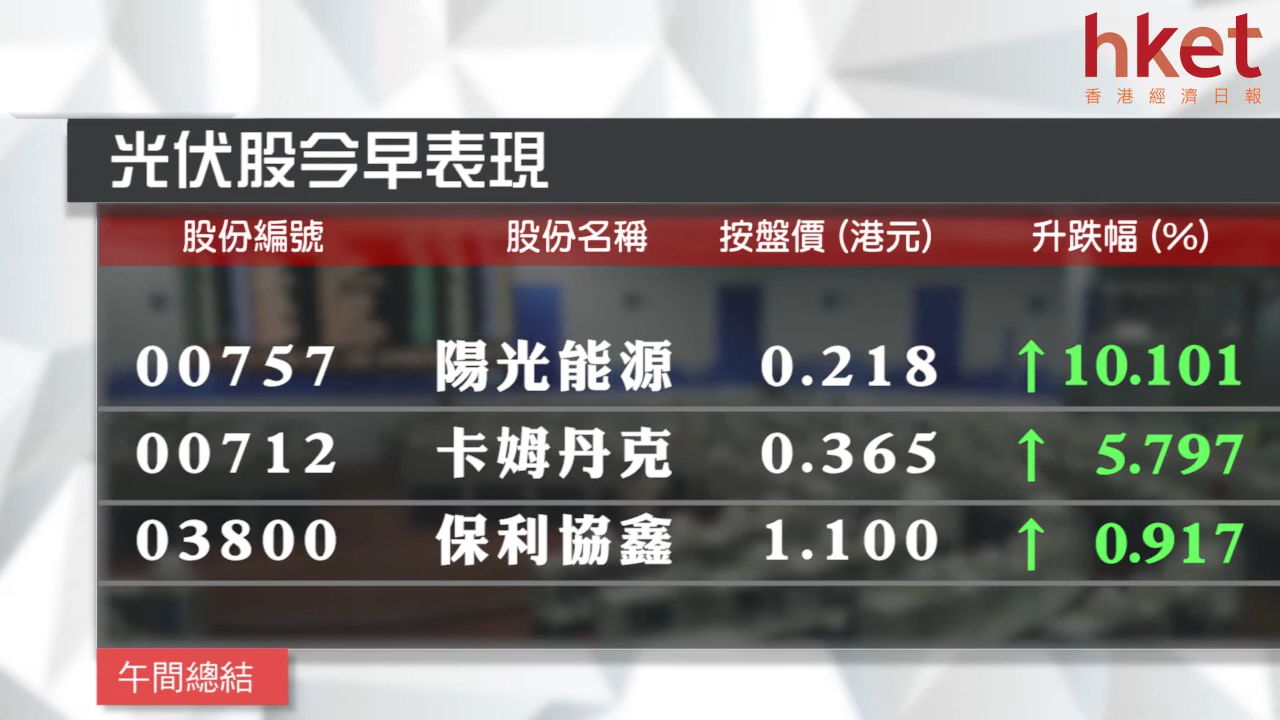 hket
香港經濟日報
光伏股今早表現
股份編號 股份名稱 按盤價(港元) 升跌幅(%)
00757 陽光能源 0.218 ↑10.101
00712 卡姆丹克 0.365 ↑ 5.797
03800 保利協鑫 1.100 ↑ 0.917
午間總結